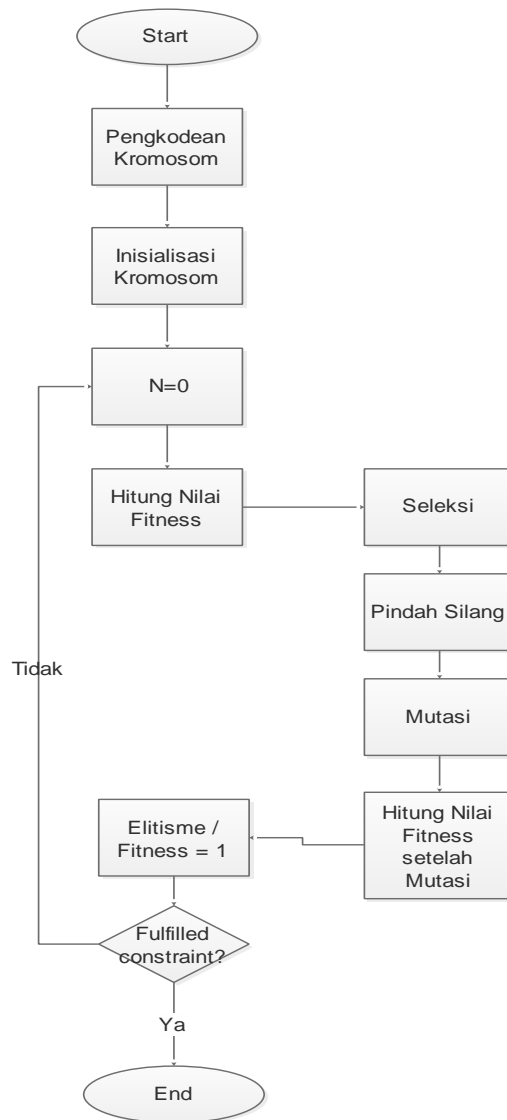 Start
Pengkodean
Kromosom
Inisialisasi
Kromosom
N=0
Hitung Nilai
Fitness
Seleksi
Pindah Silang
Mutasi
Hitung Nilai
Fitness
setelah
Mutasi
Elitisme /
Fitness = 1
Fulfilled
constraint?
Tidak
Ya
End